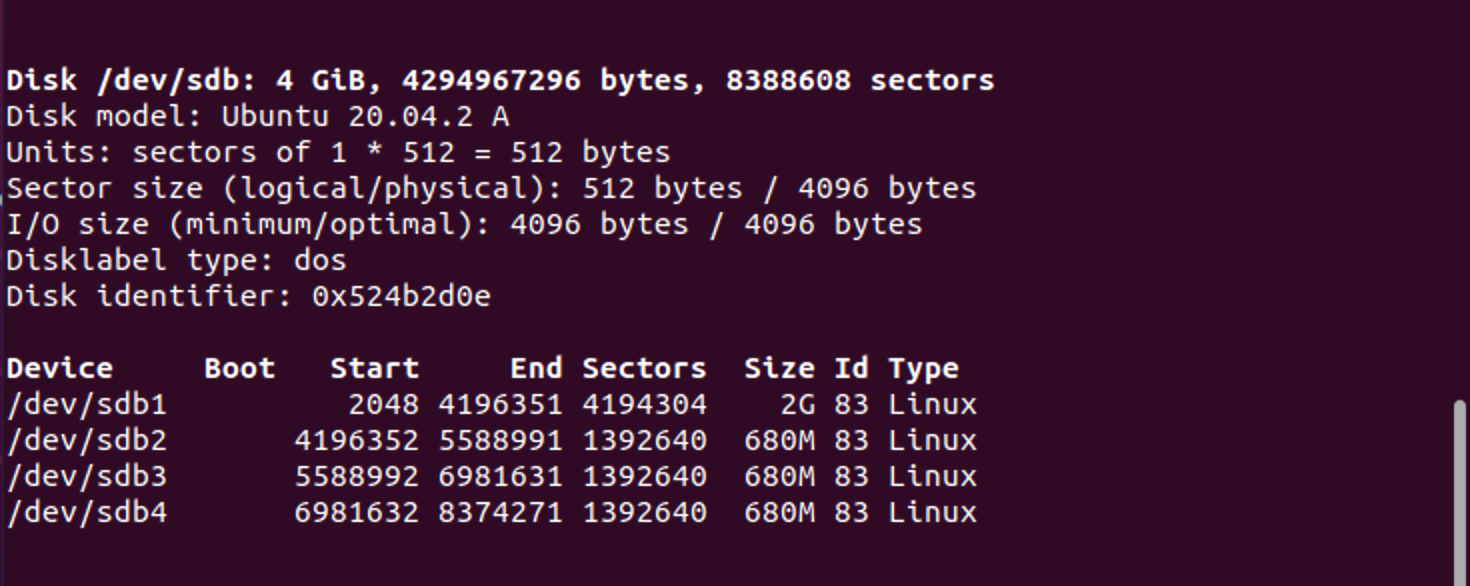 Disk /dev/sdb: 4 GiB, 4294967296 bytes, 8388608 sectors
Disk model: Ubuntu 20.04.2 A
Units: sectors of 1 * 512 = 512 bytes
Sector size (logical/physical): 512 bytes / 4096 bytes
I/O size (minimum/optimal): 4096 bytes / 4096 bytes
Disklabel type: dos
Disk identifier: 0x524b2d0e
Device     Boot   Start     End Sectors  Size Id Type
/dev/sdb1          2048 4196351 4194304    2G 83 Linux
/dev/sdb2       4196352 5588991 1392640  680M 83 Linux
/dev/sdb3       5588992 6981631 1392640  680M 83 Linux
/dev/sdb4       6981632 8374271 1392640  680M 83 Linux